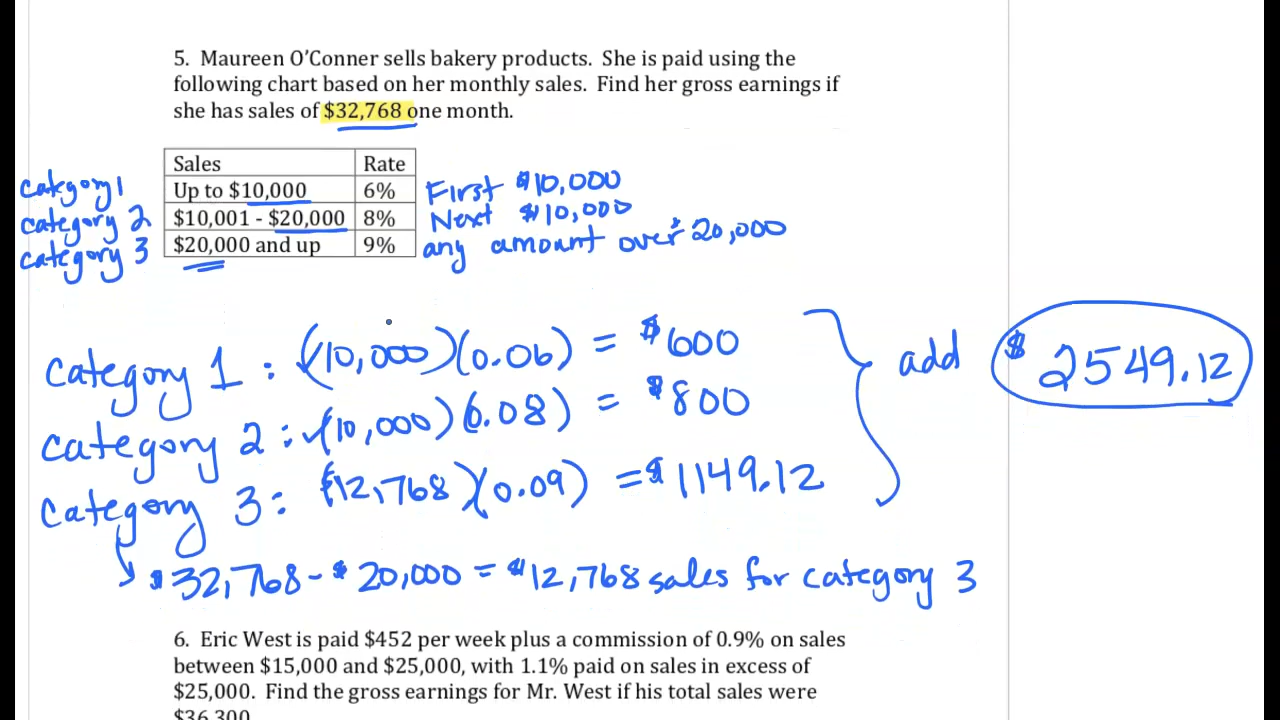 5. Maureen O'Conner sells bakery products. She is paid using the
following chart based on her monthly sales. Find her gross earnings if
she has sales of $32,768 one month.
Sales Rate
category 1 Up to $10,000 6% First $10,000
category 2 $10,001 - $20,000 8% Next $10,000
category 3 $20,000 and up 9% any amount over $20,000
category 1 : (10,000)(0.06) = $600
add $2549.12
category 2 : (10,000)(0.08) = $800
category 3 : ($12,768)(0.09) = $1149.12
$32,768 - $20,000 = $12,768 sales for category 3
6. Eric West is paid $452 per week plus a commission of 0.9% on sales
between $15,000 and $25,000, with 1.1% paid on sales in excess of
$25,000. Find the gross earnings for Mr. West if his total sales were
$36,300